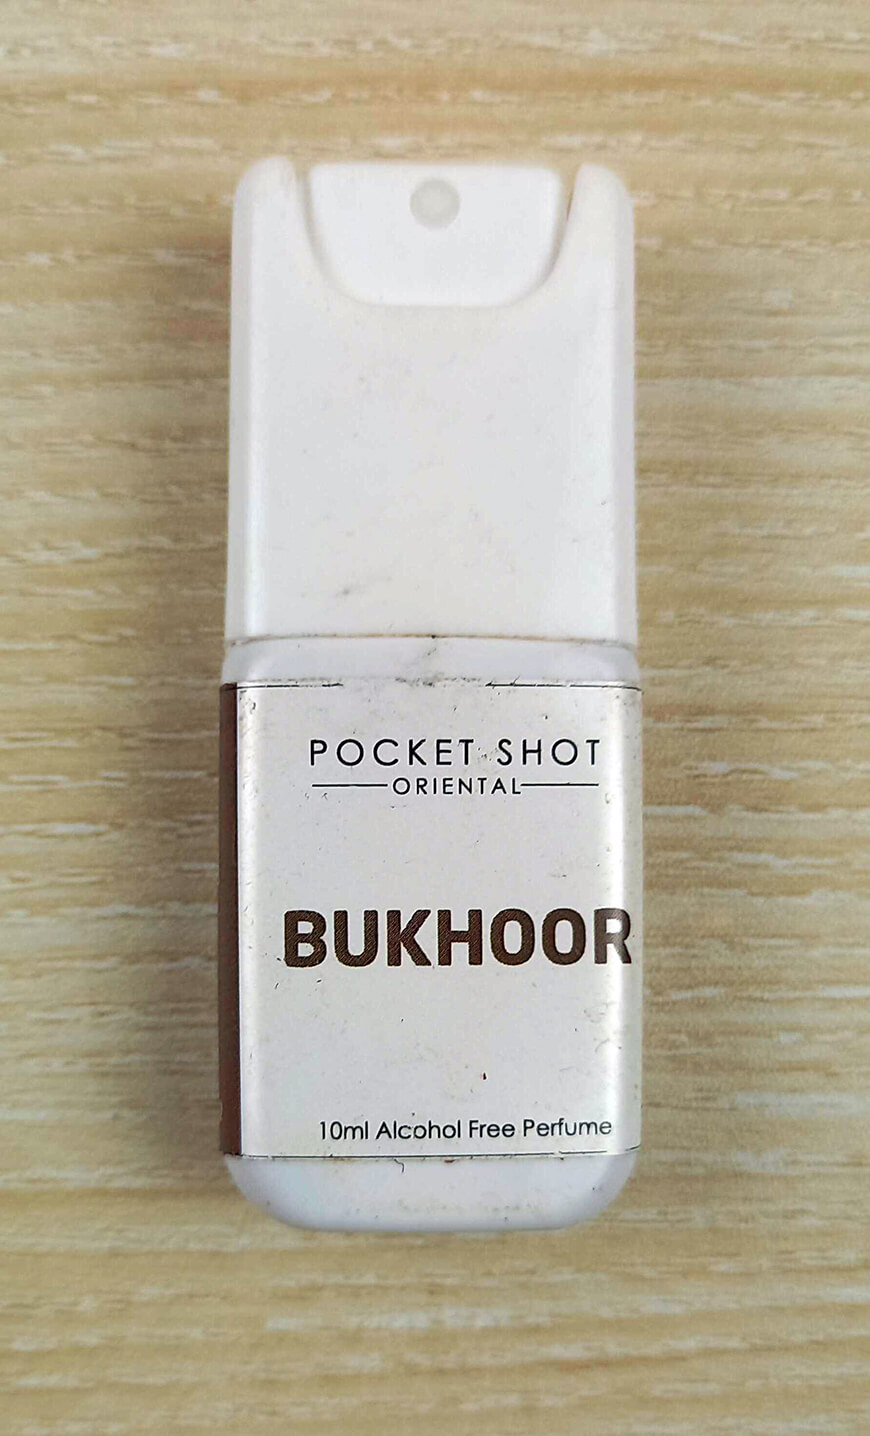 POCKET SHOT
ORIENTAL
BUKHOOR
10ml Alcohol Free Perfume